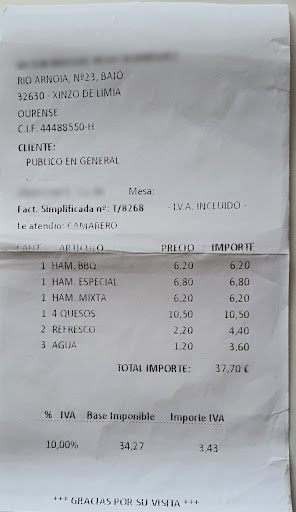 RIO ARNOIA, Nº23, BAJO
32630 - XINZO DE LIMIA
OURENSE
C.I.F. 44488550-H
CLIENTE:
PUBLICO EN GENERAL
.
Mesa:
Fact. Simplificada nº: T/8268 - I.V.A. INCLUIDO -
Le atendio: CAMARERO
CANT ARTICULO PRECIO IMPORTE
1 HAM. BBQ 6,20 6,20
1 HAM. ESPECIAL 6,80 6,80
1 HAM. MIXTA 6,20 6,20
1 4 QUESOS 10,50 10,50
2 REFRESCO 2,20 4,40
3 AGUA 1,20 3,60
TOTAL IMPORTE: 37,70 €
% IVA Base Imponible Importe IVA
10,00% 34,27 3,43
*** GRACIAS POR SU VISITA ***